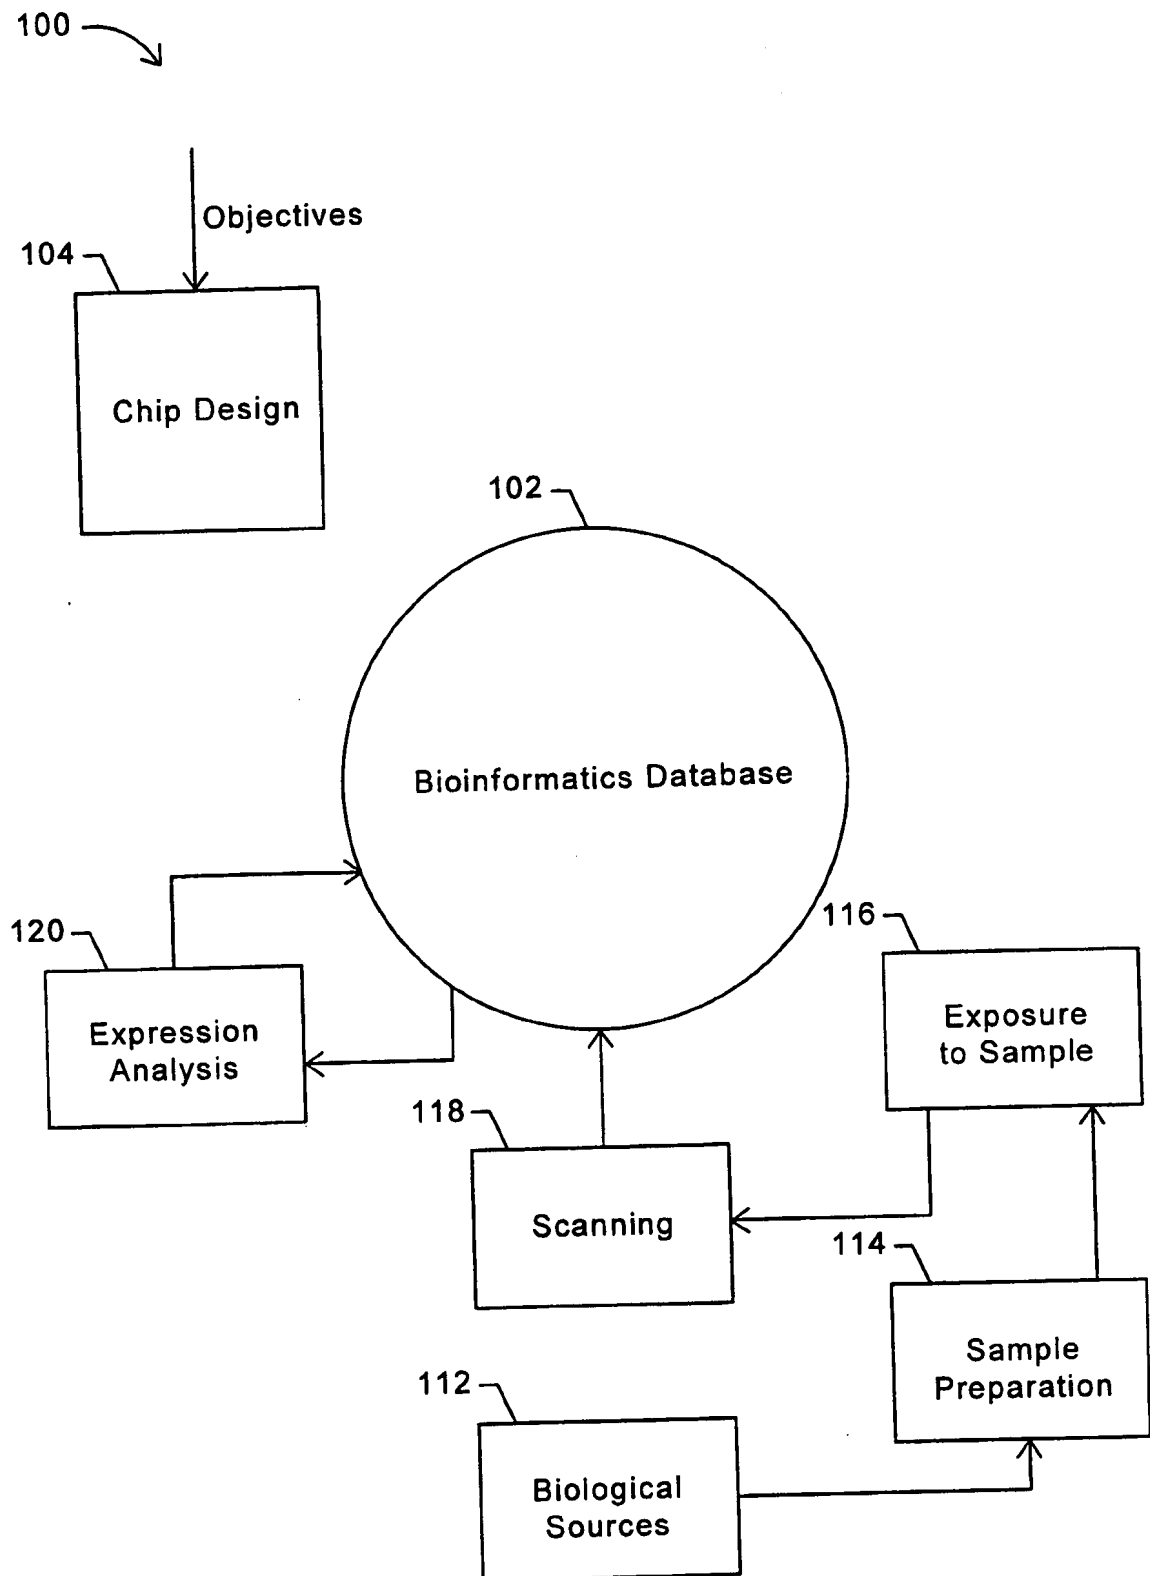 100
Objectives
104
Chip Design
102
Bioinformatics Database
116
120
Exposure
to Sample
Expression
Analysis
118
Scanning
114
Sample
Preparation
112
Biological
Sources